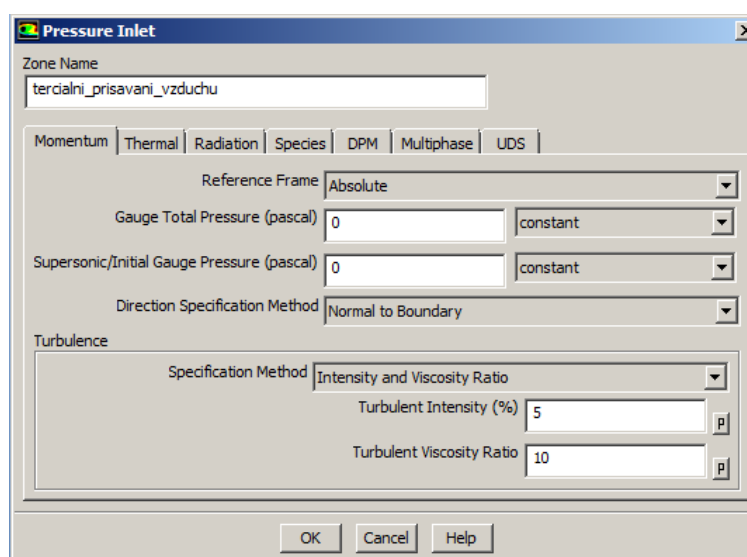 Pressure Inlet
Zone Name
tercialni_prisavani_vzduchu
Momentum Thermal Radiation Species DPM Multiphase UDS
Reference Frame Absolute
Gauge Total Pressure (pascal) 0 constant
Supersonic/Initial Gauge Pressure (pascal) 0 constant
Direction Specification Method Normal to Boundary
Turbulence
Specification Method Intensity and Viscosity Ratio
Turbulent Intensity (%) 5 P
Turbulent Viscosity Ratio 10 P
OK Cancel Help